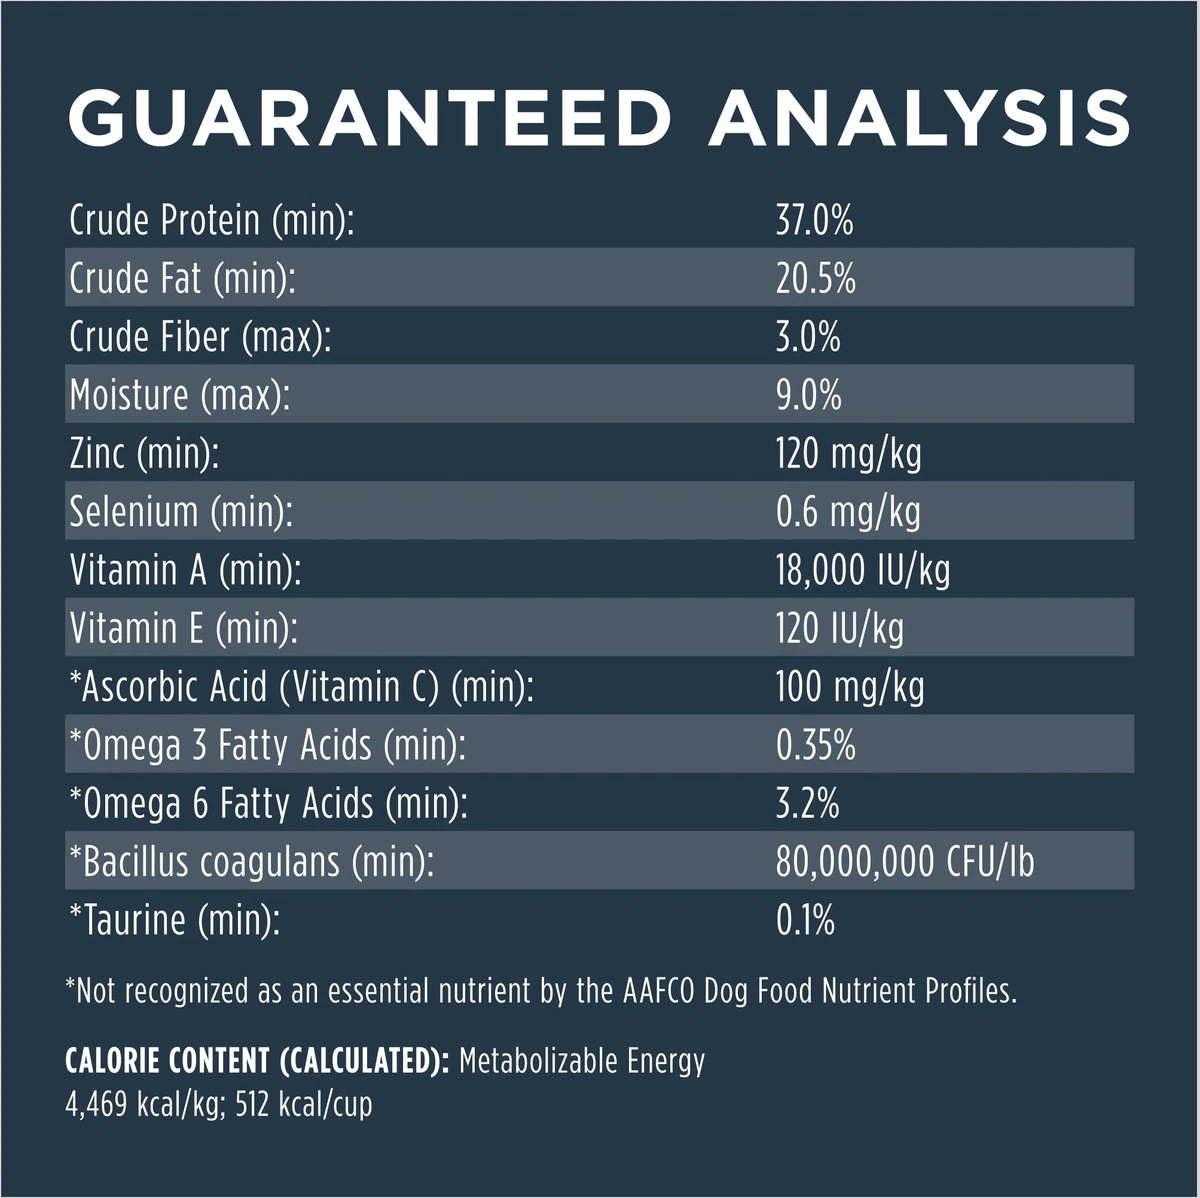 GUARANTEED ANALYSIS
Crude Protein (min): 37.0%
Crude Fat (min): 20.5%
Crude Fiber (max): 3.0%
Moisture (max): 9.0%
Zinc (min): 120 mg/kg
Selenium (min): 0.6 mg/kg
Vitamin A (min): 18,000 IU/kg
Vitamin E (min): 120 IU/kg
*Ascorbic Acid (Vitamin C) (min): 100 mg/kg
*Omega 3 Fatty Acids (min): 0.35%
*Omega 6 Fatty Acids (min): 3.2%
*Bacillus coagulans (min): 80,000,000 CFU/lb
*Taurine (min): 0.1%
*Not recognized as an essential nutrient by the AAFCO Dog Food Nutrient Profiles.
CALORIE CONTENT (CALCULATED): Metabolizable Energy
4,469 kcal/kg; 512 kcal/cup